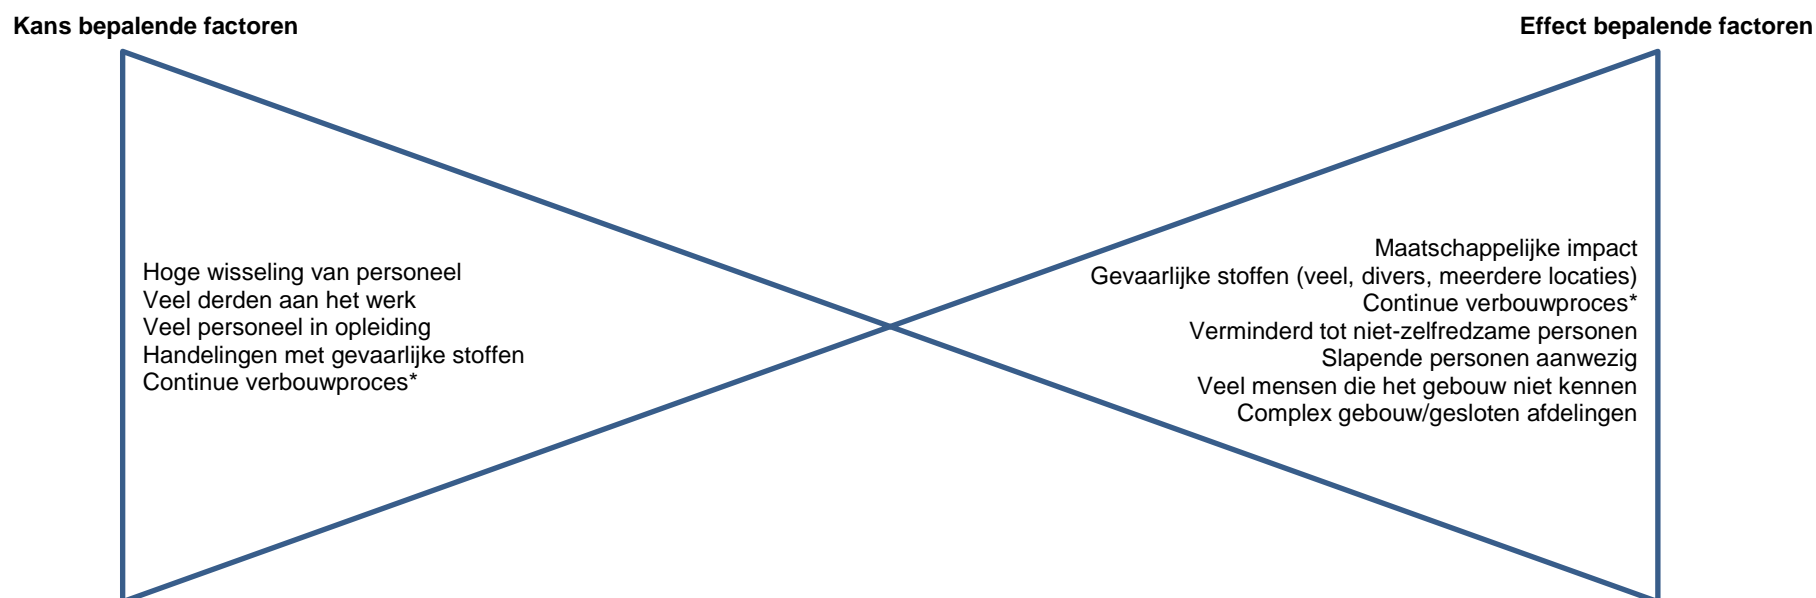 Kans bepalende factoren
Effect bepalende factoren
Hoge wisseling van personeel
Veel derden aan het werk
Veel personeel in opleiding
Handelingen met gevaarlijke stoffen
Continue verbouwproces*
Maatschappelijke impact
Gevaarlijke stoffen (veel, divers, meerdere locaties)
Continue verbouwproces*
Verminderd tot niet-zelfredzame personen
Slapende personen aanwezig
Veel mensen die het gebouw niet kennen
Complex gebouw/gesloten afdelingen